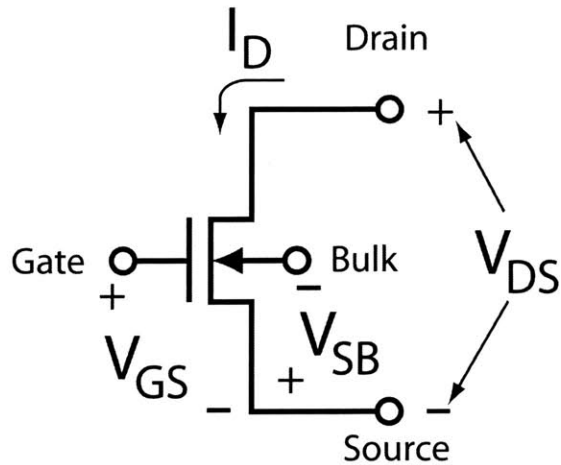 I_D
Drain
+
V_DS
Gate
Bulk
+
−
V_GS
V_SB
−
+
−
Source